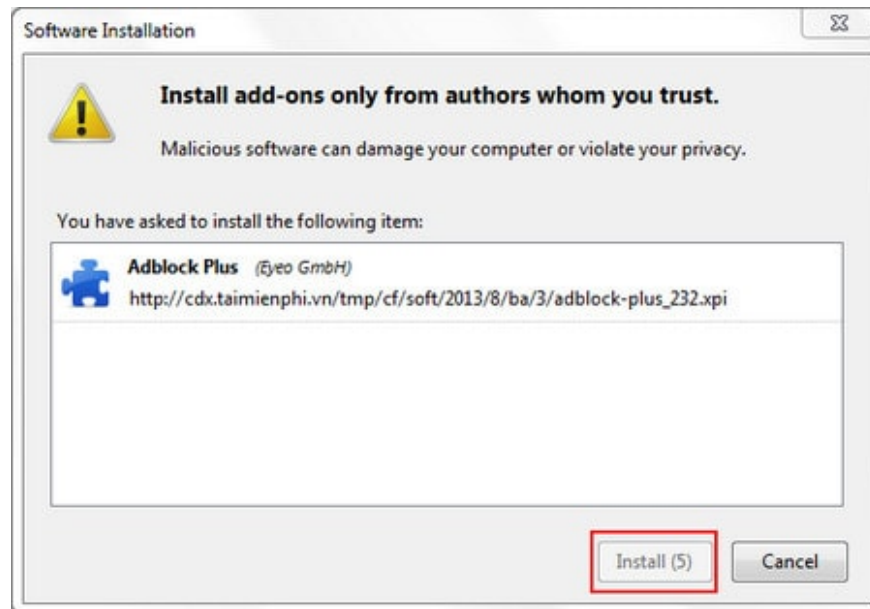 Software Installation
Install add-ons only from authors whom you trust.
Malicious software can damage your computer or violate your privacy.
You have asked to install the following item:
Adblock Plus (Eyeo GmbH)
http://cdx.taimienphi.vn/tmp/cf/soft/2013/8/ba/3/adblock-plus_232.xpi
Install (5) Cancel